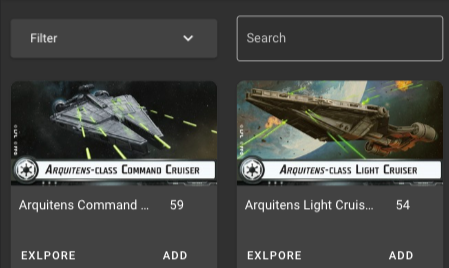 Filter
Search
ARQUITENS-CLASS COMMAND CRUISER
ARQUITENS-CLASS LIGHT CRUISER
Arquitens Command ... 59
Arquitens Light Cruis... 54
EXLPORE ADD
EXLPORE ADD